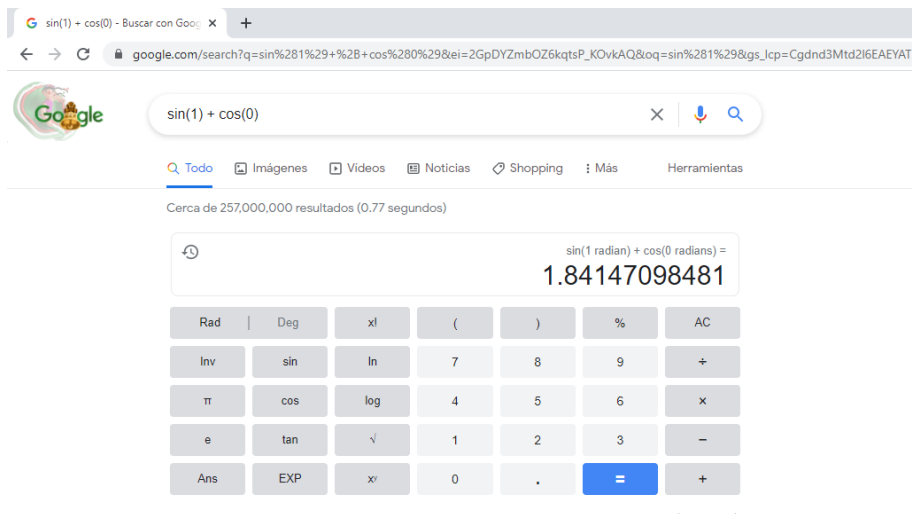 sin(1) + cos(0) - Buscar con Goog
google.com/search?q=sin%281%29+%2B+cos%280%29&ei=2GpDYZmbOZ6kqtsP_KOvkAQ&oq=sin%281%29&gs_lcp=Cgdnd3Mtd2l6EAEYAT
Google
sin(1) + cos(0)
Todo Imágenes Vídeos Noticias Shopping Más Herramientas
Cerca de 257,000,000 resultados (0.77 segundos)
sin(1 radian) + cos(0 radians) =
1.84147098481
Rad | Deg x! ( ) % AC
Inv sin ln 7 8 9 ÷
π cos log 4 5 6 ×
e tan √ 1 2 3 −
Ans EXP xʸ 0 . = +